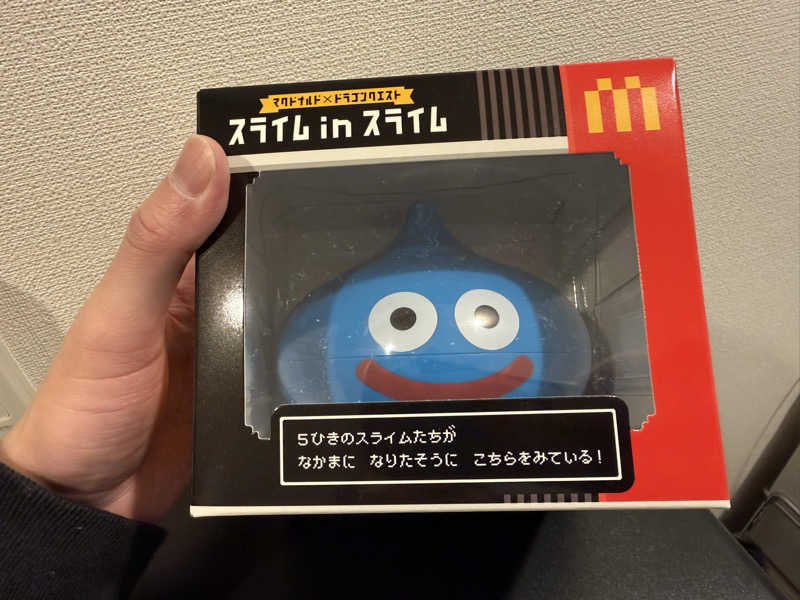 マクドナルド×ドラゴンクエスト
スライム in スライム
5ひきのスライムたちが
なかまに なりたそうに こちらをみている!